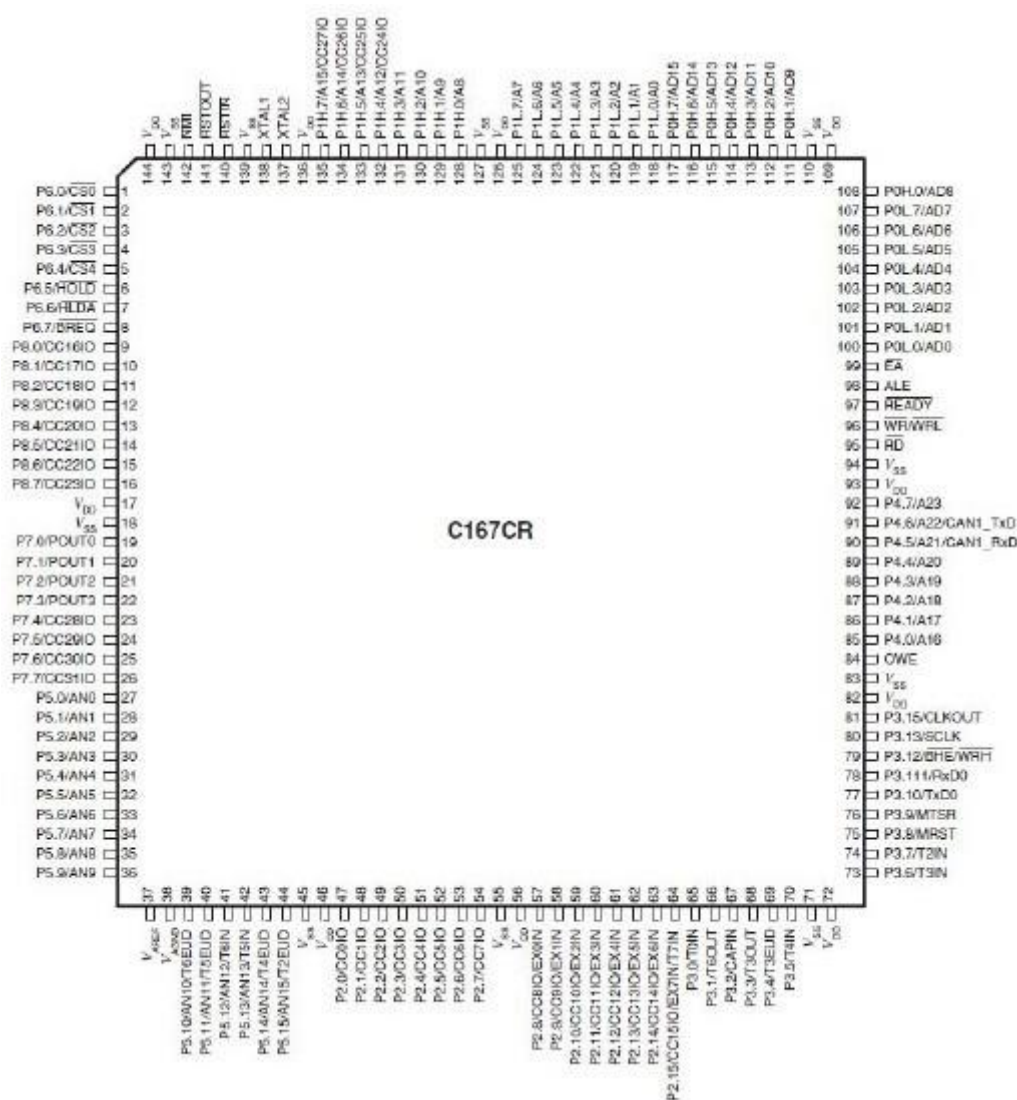 VDD
VSS
NMI
RSTOUT
RSTIN
VSS
XTAL1
XTAL2
VDD
P1H.7/A15/CC27IO
P1H.6/A14/CC26IO
P1H.5/A13/CC25IO
P1H.4/A12/CC24IO
P1H.3/A11
P1H.2/A10
P1H.1/A9
P1H.0/A8
VSS
VDD
P1L.7/A7
P1L.6/A6
P1L.5/A5
P1L.4/A4
P1L.3/A3
P1L.2/A2
P1L.1/A1
P1L.0/A0
P0H.7/AD15
P0H.6/AD14
P0H.5/AD13
P0H.4/AD12
P0H.3/AD11
P0H.2/AD10
P0H.1/AD9
VSS
VDD
144 143 142 141 140 139 138 137 136 135 134 133 132 131 130 129 128 127 126 125 124 123 122 121 120 119 118 117 116 115 114 113 112 111 110 109
P6.0/CS0 1
P6.1/CS1 2
P6.2/CS2 3
P6.3/CS3 4
P6.4/CS4 5
P6.5/HOLD 6
P6.6/HLDA 7
P6.7/BREQ 8
P8.0/CC16IO 9
P8.1/CC17IO 10
P8.2/CC18IO 11
P8.3/CC19IO 12
P8.4/CC20IO 13
P8.5/CC21IO 14
P8.6/CC22IO 15
P8.7/CC23IO 16
VDD 17
VSS 18
P7.0/POUT0 19
P7.1/POUT1 20
P7.2/POUT2 21
P7.3/POUT3 22
P7.4/CC28IO 23
P7.5/CC29IO 24
P7.6/CC30IO 25
P7.7/CC31IO 26
P5.0/AN0 27
P5.1/AN1 28
P5.2/AN2 29
P5.3/AN3 30
P5.4/AN4 31
P5.5/AN5 32
P5.6/AN6 33
P5.7/AN7 34
P5.8/AN8 35
P5.9/AN9 36
C167CR
108 P0H.0/AD8
107 P0L.7/AD7
106 P0L.6/AD6
105 P0L.5/AD5
104 P0L.4/AD4
103 P0L.3/AD3
102 P0L.2/AD2
101 P0L.1/AD1
100 P0L.0/AD0
99 EA
98 ALE
97 READY
96 WR/WRL
95 RD
94 VSS
93 VDD
92 P4.7/A23
91 P4.6/A22/CAN1_TxD
90 P4.5/A21/CAN1_RxD
89 P4.4/A20
88 P4.3/A19
87 P4.2/A18
86 P4.1/A17
85 P4.0/A16
84 OWE
83 VSS
82 VDD
81 P3.15/CLKOUT
80 P3.13/SCLK
79 P3.12/BHE/WRH
78 P3.111/RxD0
77 P3.10/TxD0
76 P3.9/MTSR
75 P3.8/MRST
74 P3.7/T2IN
73 P3.6/T3IN
37 38 39 40 41 42 43 44 45 46 47 48 49 50 51 52 53 54 55 56 57 58 59 60 61 62 63 64 65 66 67 68 69 70 71 72
VAREF
VAGND
P5.10/AN10/T6EUD
P5.11/AN11/T5EUD
P5.12/AN12/T6IN
P5.13/AN13/T5IN
P5.14/AN14/T4EUD
P5.15/AN15/T2EUD
VSS
VDD
P2.0/CC0IO
P2.1/CC1IO
P2.2/CC2IO
P2.3/CC3IO
P2.4/CC4IO
P2.5/CC5IO
P2.6/CC6IO
P2.7/CC7IO
VSS
VDD
P2.8/CC8IO/EX0IN
P2.9/CC9IO/EX1IN
P2.10/CC10IO/EX2IN
P2.11/CC11IO/EX3IN
P2.12/CC12IO/EX4IN
P2.13/CC13IO/EX5IN
P2.14/CC14IO/EX6IN
P2.15/CC15IO/EX7IN/T7IN
P3.0/T0IN
P3.1/T6OUT
P3.2/CAPIN
P3.3/T3OUT
P3.4/T3EUD
P3.5/T4IN
VSS
VDD